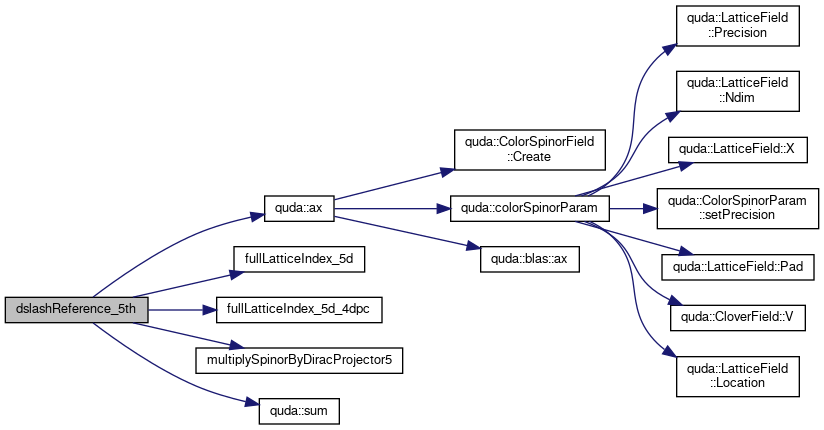 quda::LatticeField
::Precision
quda::LatticeField
::Ndim
quda::ColorSpinorField
::Create
quda::LatticeField::X
quda::ax
quda::colorSpinorParam
quda::ColorSpinorParam
::setPrecision
fullLatticeIndex_5d
quda::blas::ax
quda::LatticeField::Pad
dslashReference_5th
fullLatticeIndex_5d_4dpc
quda::CloverField::V
multiplySpinorByDiracProjector5
quda::LatticeField
::Location
quda::sum